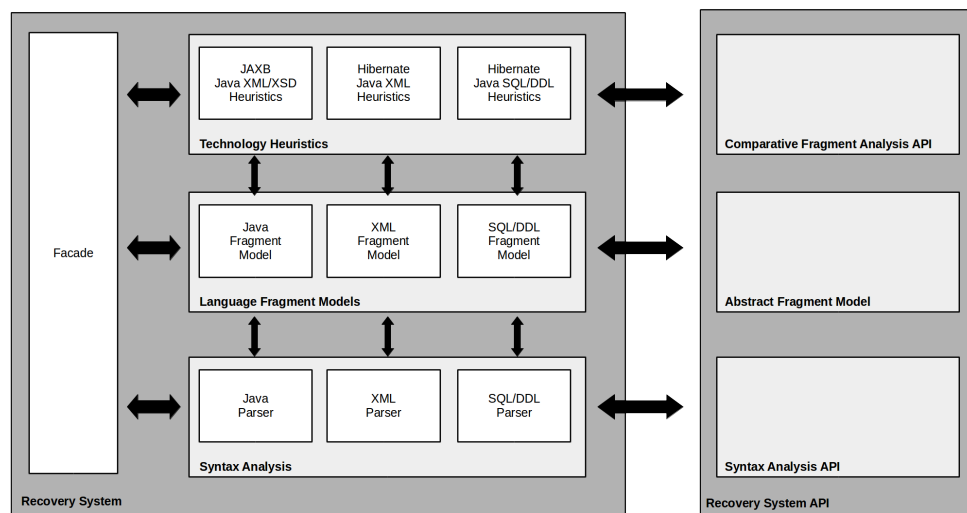 JAXB
Java XML/XSD
Heuristics
Hibernate
Java XML
Heuristics
Hibernate
Java SQL/DDL
Heuristics
Technology Heuristics
Comparative Fragment Analysis API
Facade
Java
Fragment
Model
XML
Fragment
Model
SQL/DDL
Fragment
Model
Language Fragment Models
Abstract Fragment Model
Java
Parser
XML
Parser
SQL/DDL
Parser
Syntax Analysis
Syntax Analysis API
Recovery System
Recovery System API